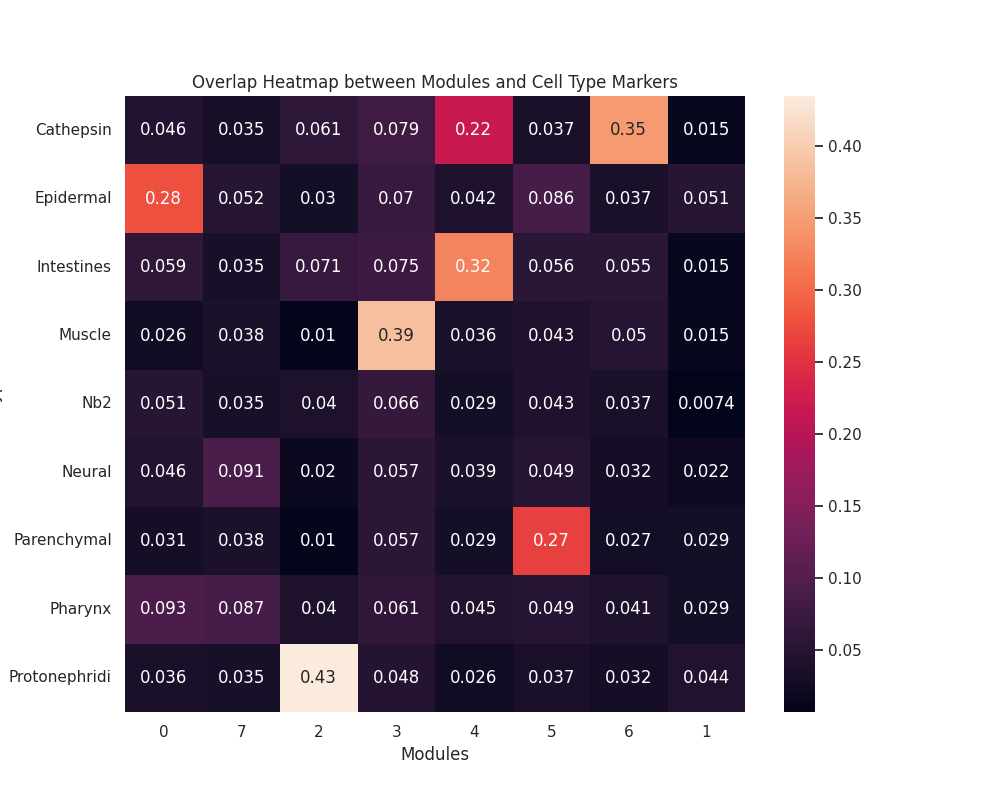 Overlap Heatmap between Modules and Cell Type Markers
Cathepsin 0.046 0.035 0.061 0.079 0.22 0.037 0.35 0.015
Epidermal 0.28 0.052 0.03 0.07 0.042 0.086 0.037 0.051
Intestines 0.059 0.035 0.071 0.075 0.32 0.056 0.055 0.015
Muscle 0.026 0.038 0.01 0.39 0.036 0.043 0.05 0.015
Nb2 0.051 0.035 0.04 0.066 0.029 0.043 0.037 0.0074
Neural 0.046 0.091 0.02 0.057 0.039 0.049 0.032 0.022
Parenchymal 0.031 0.038 0.01 0.057 0.029 0.27 0.027 0.029
Pharynx 0.093 0.087 0.04 0.061 0.045 0.049 0.041 0.029
Protonephridi 0.036 0.035 0.43 0.048 0.026 0.037 0.032 0.044
0 7 2 3 4 5 6 1
Modules
0.40
0.35
0.30
0.25
0.20
0.15
0.10
0.05